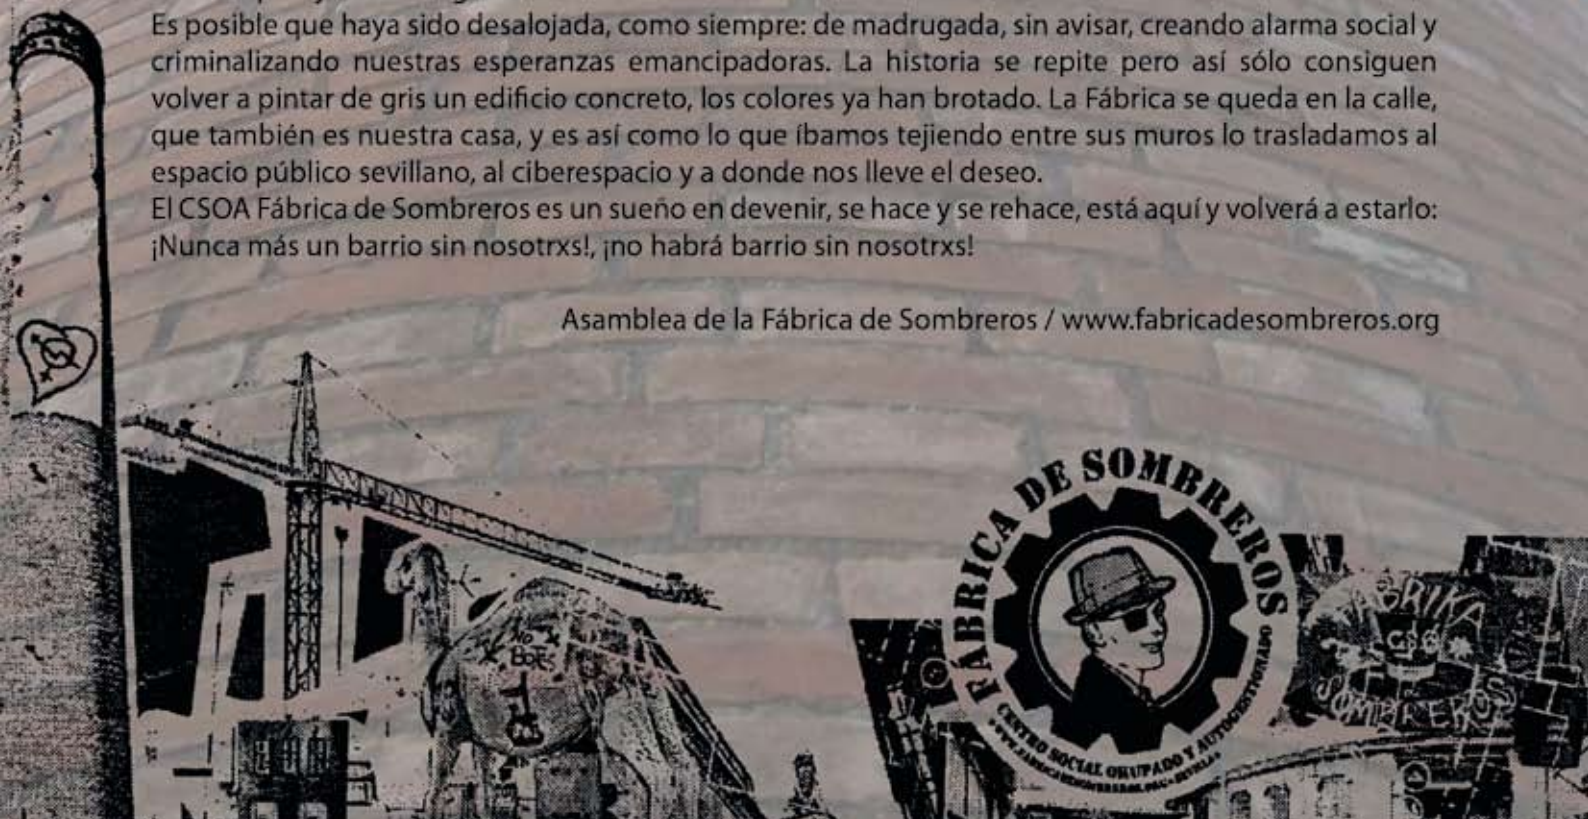 Es posible que haya sido desalojada, como siempre: de madrugada, sin avisar, creando alarma social y
criminalizando nuestras esperanzas emancipadoras. La historia se repite pero así sólo consiguen
volver a pintar de gris un edificio concreto, los colores ya han brotado. La Fábrica se queda en la calle,
que también es nuestra casa, y es así como lo que íbamos tejiendo entre sus muros lo trasladamos al
espacio público sevillano, al ciberespacio y a donde nos lleve el deseo.
El CSOA Fábrica de Sombreros es un sueño en devenir, se hace y se rehace, está aquí y volverá a estarlo:
¡Nunca más un barrio sin nosotrxs!, ¡no habrá barrio sin nosotrxs!
Asamblea de la Fábrica de Sombreros / www.fabricadesombreros.org
FÁBRICA DE SOMBREROS
CENTRO SOCIAL OKUPADO Y AUTOGESTIONADO
WWW.FABRICADESOMBREROS.ORG
SOMBREROS